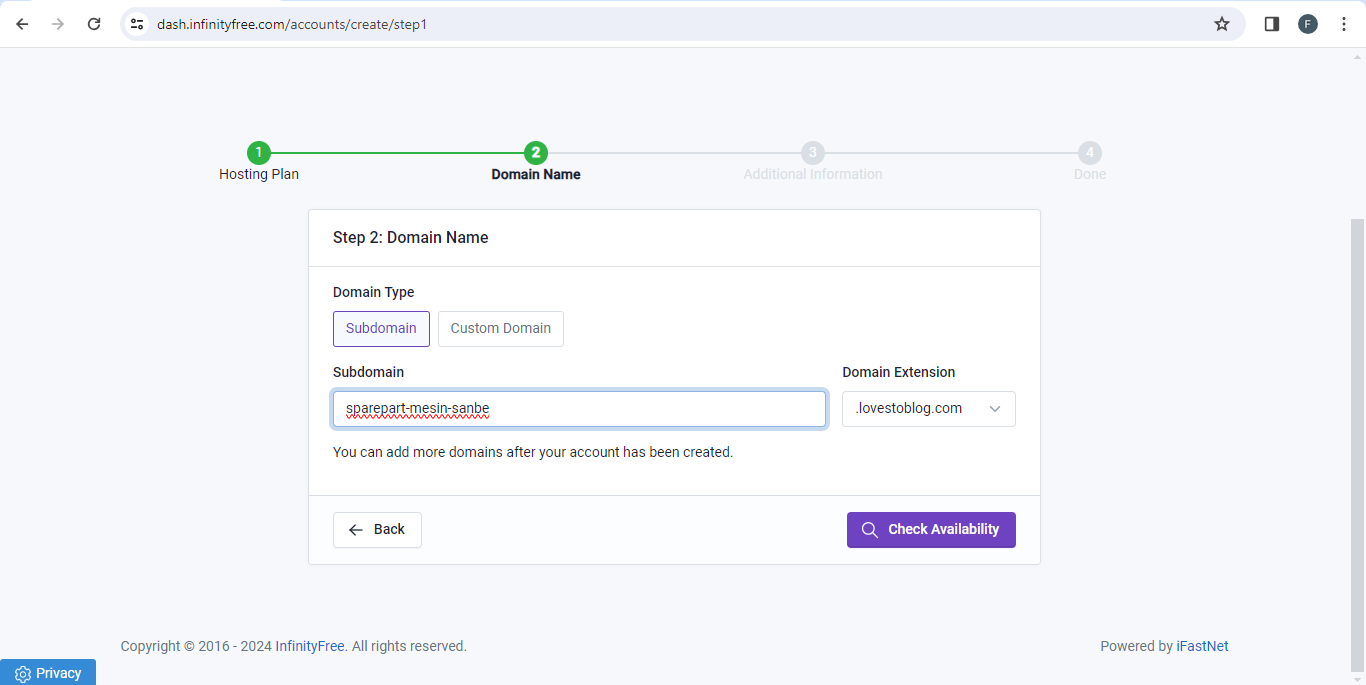 dash.infinityfree.com/accounts/create/step1
F
1 2 3 4
Hosting Plan Domain Name Additional Information Done
Step 2: Domain Name
Domain Type
Subdomain Custom Domain
Subdomain Domain Extension
sparepart-mesin-sanbe .lovestoblog.com
You can add more domains after your account has been created.
Back Check Availability
Copyright © 2016 - 2024 InfinityFree. All rights reserved. Powered by iFastNet
Privacy